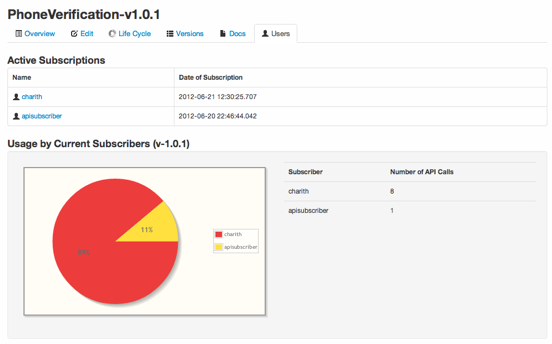 PhoneVerification-v1.0.1
Overview Edit Life Cycle Versions Docs Users
Active Subscriptions
Name Date of Subscription
charith 2012-06-21 12:30:25.707
apisubscriber 2012-06-20 22:46:44.042
Usage by Current Subscribers (v-1.0.1)
Subscriber Number of API Calls
charith 8
apisubscriber 1
11%
charith
apisubscriber